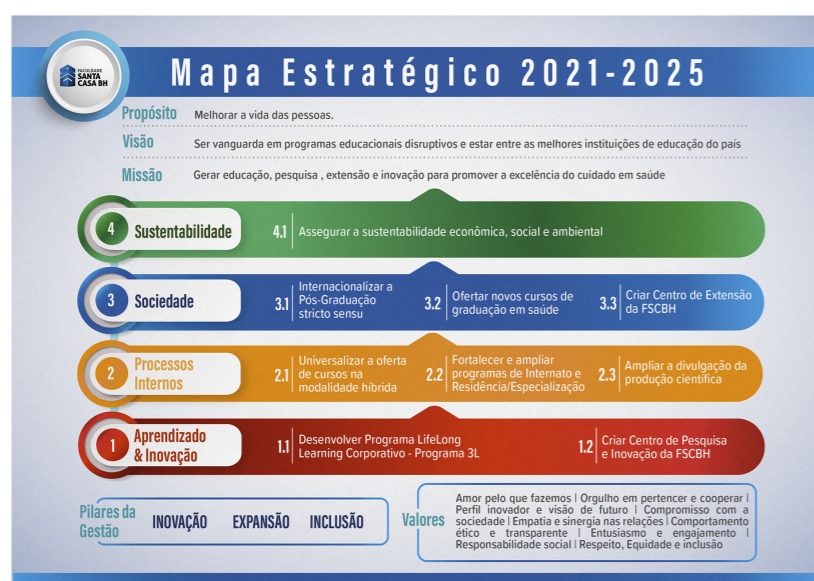 FACULDADE
SANTA
CASA BH
Mapa Estratégico 2021-2025
Propósito Melhorar a vida das pessoas.
Visão Ser vanguarda em programas educacionais disruptivos e estar entre as melhores instituições de educação do país
Missão Gerar educação, pesquisa , extensão e inovação para promover a excelência do cuidado em saúde
4 Sustentabilidade
4.1 Assegurar a sustentabilidade econômica, social e ambiental
3 Sociedade
3.1 Internacionalizar a
Pós-Graduação
stricto sensu
3.2 Ofertar novos cursos de
graduação em saúde
3.3 Criar Centro de Extensão
da FSCBH
2 Processos
Internos
2.1 Universalizar a oferta
de cursos na
modalidade híbrida
2.2 Fortalecer e ampliar
programas de Internato e
Residência/Especialização
2.3 Ampliar a divulgação da
produção científica
1 Aprendizado
& Inovação
1.1 Desenvolver Programa LifeLong
Learning Corporativo - Programa 3L
1.2 Criar Centro de Pesquisa
e Inovação da FSCBH
Pilares da
Gestão
INOVAÇÃO EXPANSÃO INCLUSÃO
Valores
Amor pelo que fazemos | Orgulho em pertencer e cooperar |
Perfil inovador e visão de futuro | Compromisso com a
sociedade | Empatia e sinergia nas relações | Comportamento
ético e transparente | Entusiasmo e engajamento |
Responsabilidade social | Respeito, Equidade e inclusão